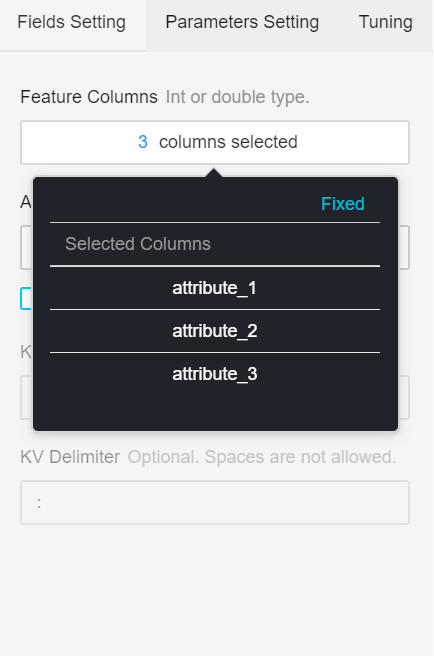 Fields Setting Parameters Setting Tuning
Feature Columns Int or double type.
3 columns selected
A
Fixed
Selected Columns
attribute_1
attribute_2
attribute_3
K
KV Delimiter Optional. Spaces are not allowed.
: